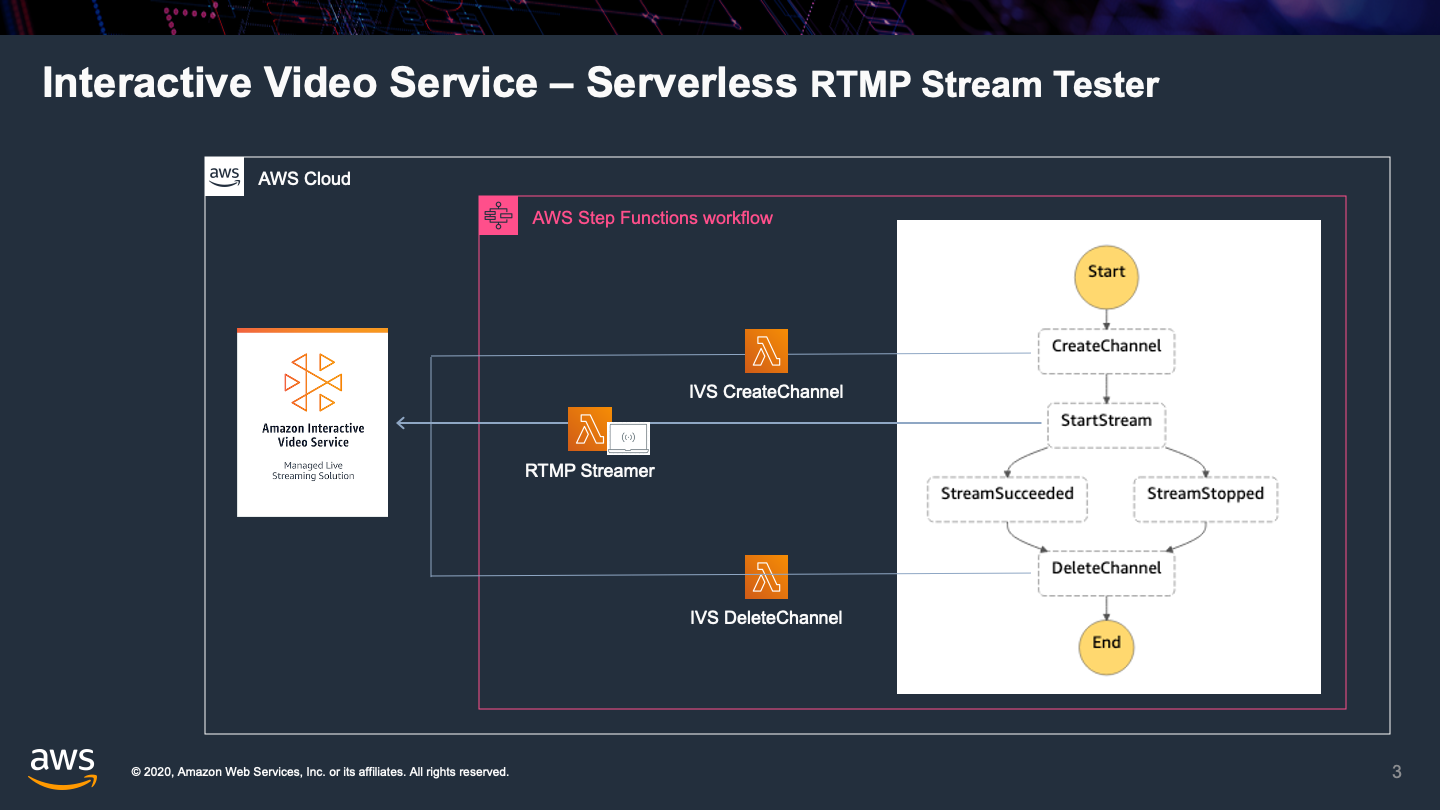 Interactive Video Service – Serverless RTMP Stream Tester
aws
AWS Cloud
AWS Step Functions workflow
Start
CreateChannel
IVS CreateChannel
StartStream
Amazon Interactive
Video Service
Managed Live
Streaming Solution
RTMP Streamer
StreamSucceeded
StreamStopped
DeleteChannel
IVS DeleteChannel
End
aws
© 2020, Amazon Web Services, Inc. or its affiliates. All rights reserved.
3